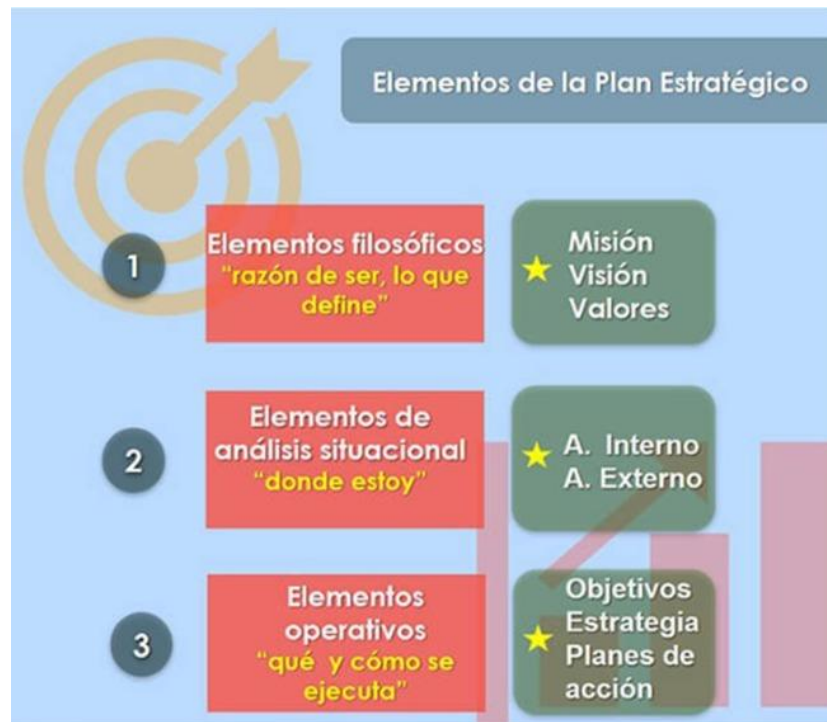 Elementos de la Plan Estratégico
1
Elementos filosóficos
"razón de ser, lo que
define"
Misión
Visión
Valores
2
Elementos de
análisis situacional
"donde estoy"
A. Interno
A. Externo
3
Elementos
operativos
"qué y cómo se
ejecuta"
Objetivos
Estrategia
Planes de
acción